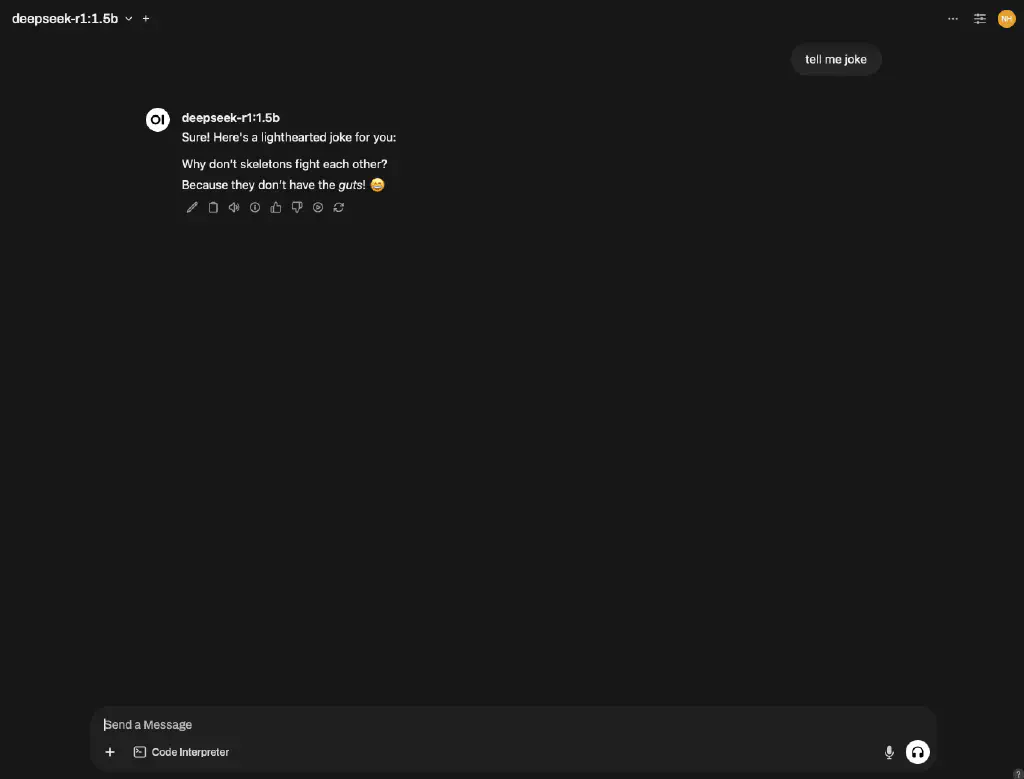 deepseek-r1:1.5b
NH
tell me joke
OI
deepseek-r1:1.5b
Sure! Here's a lighthearted joke for you:
Why don't skeletons fight each other?
Because they don't have the guts! 😄
Send a Message
Code Interpreter
?